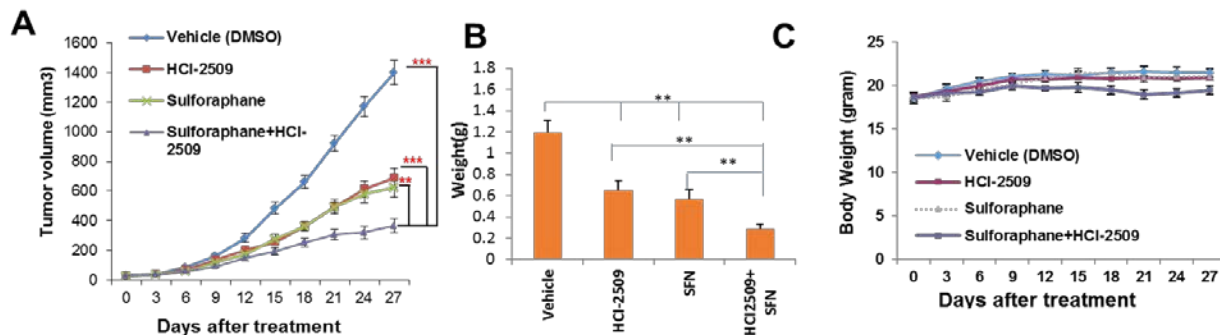 A
Tumor volume (mm3)
1600
1400
1200
1000
800
600
400
200
0
0 3 6 9 12 15 18 21 24 27
Days after treatment
Vehicle (DMSO)
HCI-2509
Sulforaphane
Sulforaphane+HCI-
2509
***
***
**
B
Weight(g)
1.8
1.6
1.4
1.2
1
0.8
0.6
0.4
0.2
0
**
**
**
Vehicle
HCI-2509
SFN
HCI2509+
SFN
C
Body Weight (gram)
25
20
15
10
5
0
Vehicle (DMSO)
HCI-2509
Sulforaphane
Sulforaphane+HCI-2509
0 3 6 9 12 15 18 21 24 27
Days after treatment